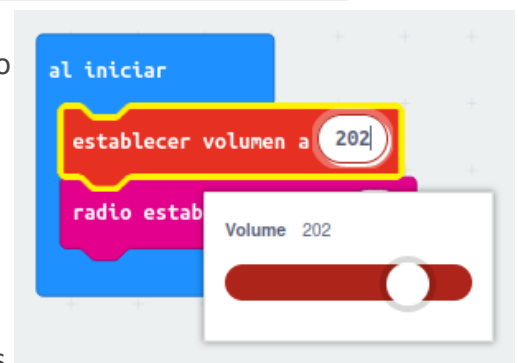 o
al iniciar
establecer volumen a 202
radio estab
Volume 202
s